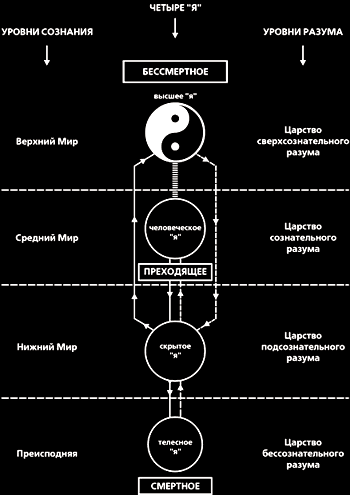 ЧЕТЫРЕ "Я"
УРОВНИ СОЗНАНИЯ
УРОВНИ РАЗУМА
БЕССМЕРТНОЕ
высшее "я"
Верхний Мир
Царство
сверхсознательного
разума
Средний Мир
человеческое
"я"
Царство
сознательного
разума
ПРЕХОДЯЩЕЕ
Нижний Мир
скрытое
"я"
Царство
подсознательного
разума
Преисподняя
телесное
"я"
Царство
бессознательного
разума
СМЕРТНОЕ